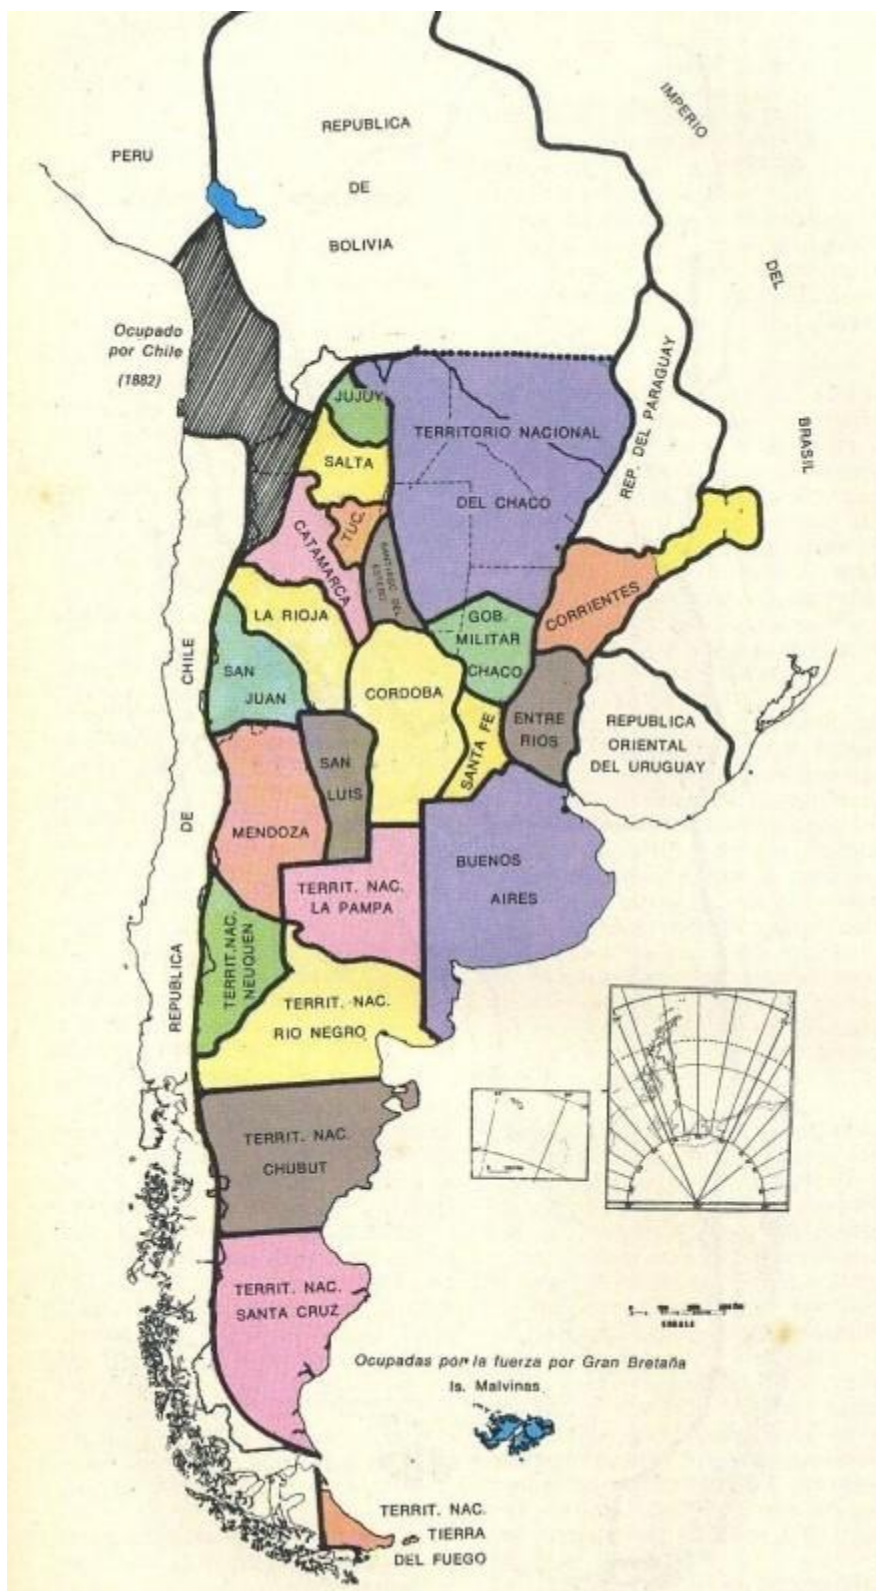 IMPERIO
DEL
BRASIL
PERU
REPUBLICA
DE
BOLIVIA
Ocupado
por Chile
(1882)
REP. DEL PARAGUAY
JUJUY
TERRITORIO NACIONAL
DEL CHACO
SALTA
TUC.
CATAMARCA
SANTIAGO DEL
ESTERO
CORRIENTES
LA RIOJA
GOB.
MILITAR
CHACO
SAN
JUAN
CORDOBA
SANTA FE
ENTRE
RIOS
REPUBLICA
ORIENTAL
DEL URUGUAY
REPUBLICA
DE
CHILE
SAN
LUIS
MENDOZA
BUENOS
AIRES
TERRIT. NAC.
LA PAMPA
TERRIT. NAC.
NEUQUEN
TERRIT. NAC.
RIO NEGRO
TERRIT. NAC.
CHUBUT
TERRIT. NAC.
SANTA CRUZ
Ocupadas por la fuerza por Gran Bretaña
Is. Malvinas
TERRIT. NAC.
TIERRA
DEL FUEGO